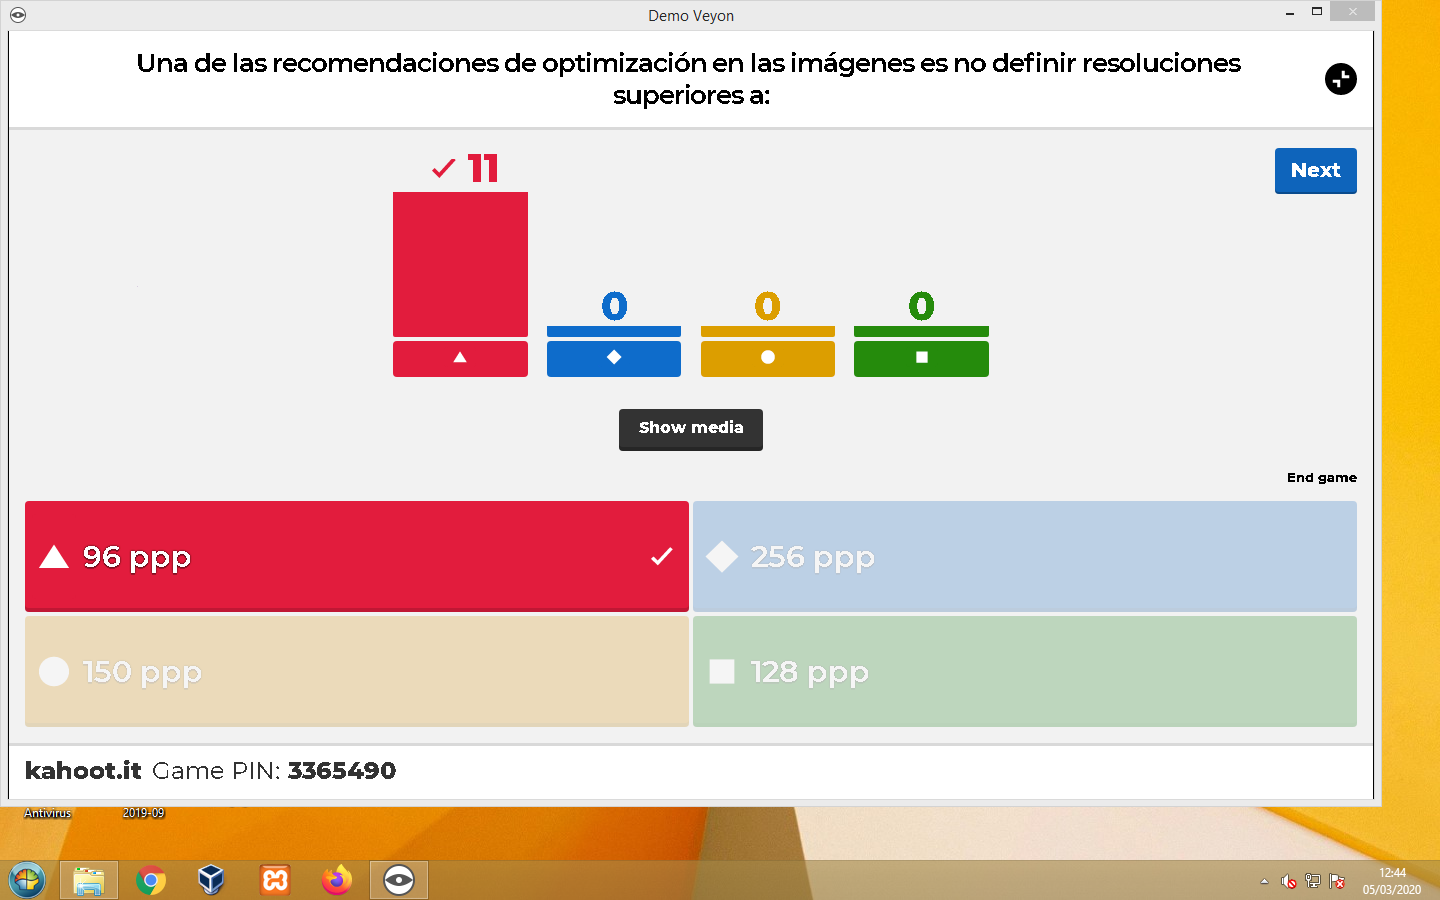 Demo Veyon
Una de las recomendaciones de optimización en las imágenes es no definir resoluciones
superiores a:
11
Next
0
0
0
Show media
End game
96 ppp
256 ppp
150 ppp
128 ppp
kahoot.it Game PIN: 3365490
Antivirus
2019-09
12:44
05/03/2020